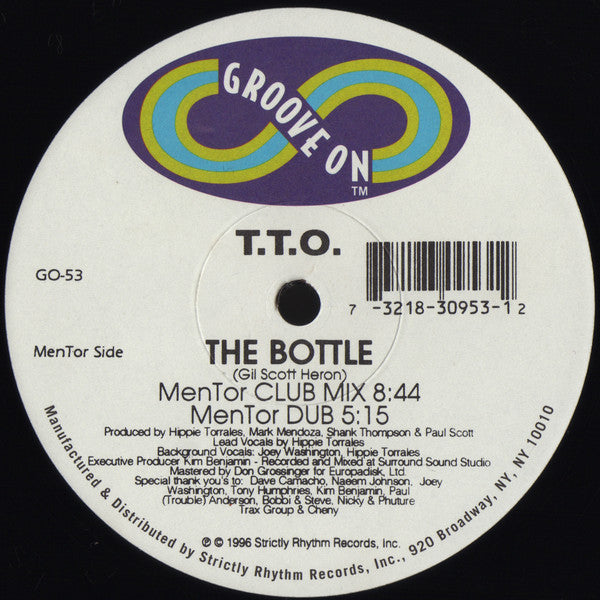 GROOVE ON
TM
T.T.O.
GO-53
7 -3218-30953-1 2
MenTor Side
THE BOTTLE
(Gil Scott Heron)
MenTor CLUB MIX 8:44
MenTor DUB 5:15
Produced by Hippie Torrales, Mark Mendoza, Shank Thompson & Paul Scott
Lead Vocals by Hippie Torrales
Background Vocals: Joey Washington, Hippie Torrales
Executive Producer Kim Benjamin - Recorded and Mixed at Surround Sound Studio
Mastered by Don Grossinger for Europadisk, Ltd.
Special thank you's to: Dave Camacho, Naeem Johnson. Joey
Washington, Tony Humphries, Kim Benjamin, Paul
(Trouble) Anderson, Bobbi & Steve, Nicky & Phuture
Trax Group & Cheny
℗ © 1996 Strictly Rhythm Records, Inc.
Manufactured & Distributed by Strictly Rhythm Records, Inc., 920 Broadway, NY, NY 10010